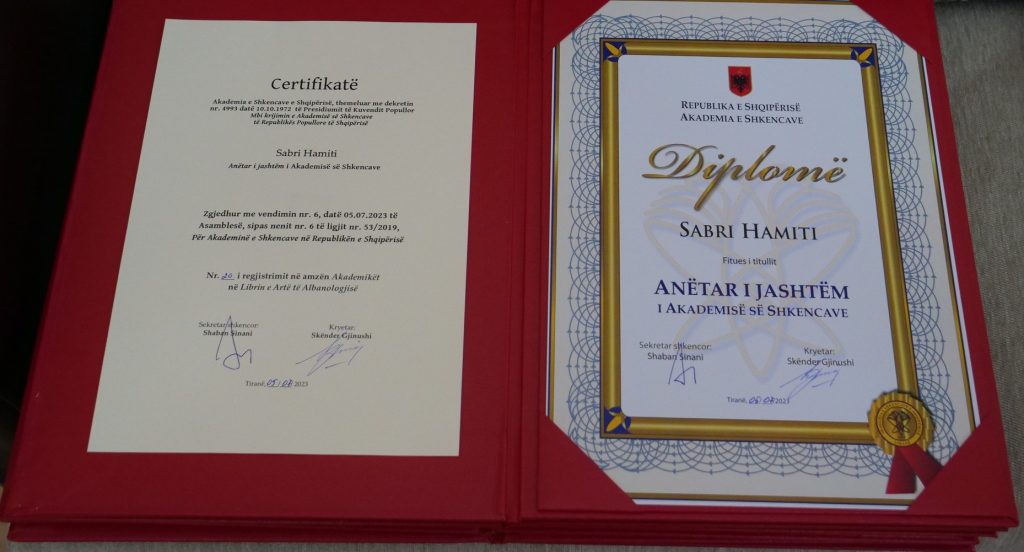 Certifikatë
Akademia e Shkencave e Shqipërisë, themeluar me dekretin
nr. 4993 datë 10.10.1972 të Presidiumit të Kuvendit Popullor
Mbi krijimin e Akademisë së Shkencave
të Republikës Popullore të Shqipërisë
Sabri Hamiti
Anëtar i jashtëm i Akademisë së Shkencave
Zgjedhur me vendimin nr. 6, datë 05.07.2023 të
Asamblesë, sipas nenit nr. 6 të ligjit nr. 53/2019,
Për Akademinë e Shkencave në Republikën e Shqipërisë
Nr. 20 i regjistrimit në amzën Akademikët
në Librin e Artë të Albanologjisë
Sekretar shkencor:
Shaban Sinani
Kryetar:
Skënder Gjinushi
Tiranë, 05.07 2023
REPUBLIKA E SHQIPËRISË
AKADEMIA E SHKENCAVE
Diplomë
SABRI HAMITI
Fitues i titullit
ANËTAR I JASHTËM
I AKADEMISË SË SHKENCAVE
Sekretar shkencor:
Shaban Sinani
Kryetar:
Skënder Gjinushi
Tiranë, 05.07 2023